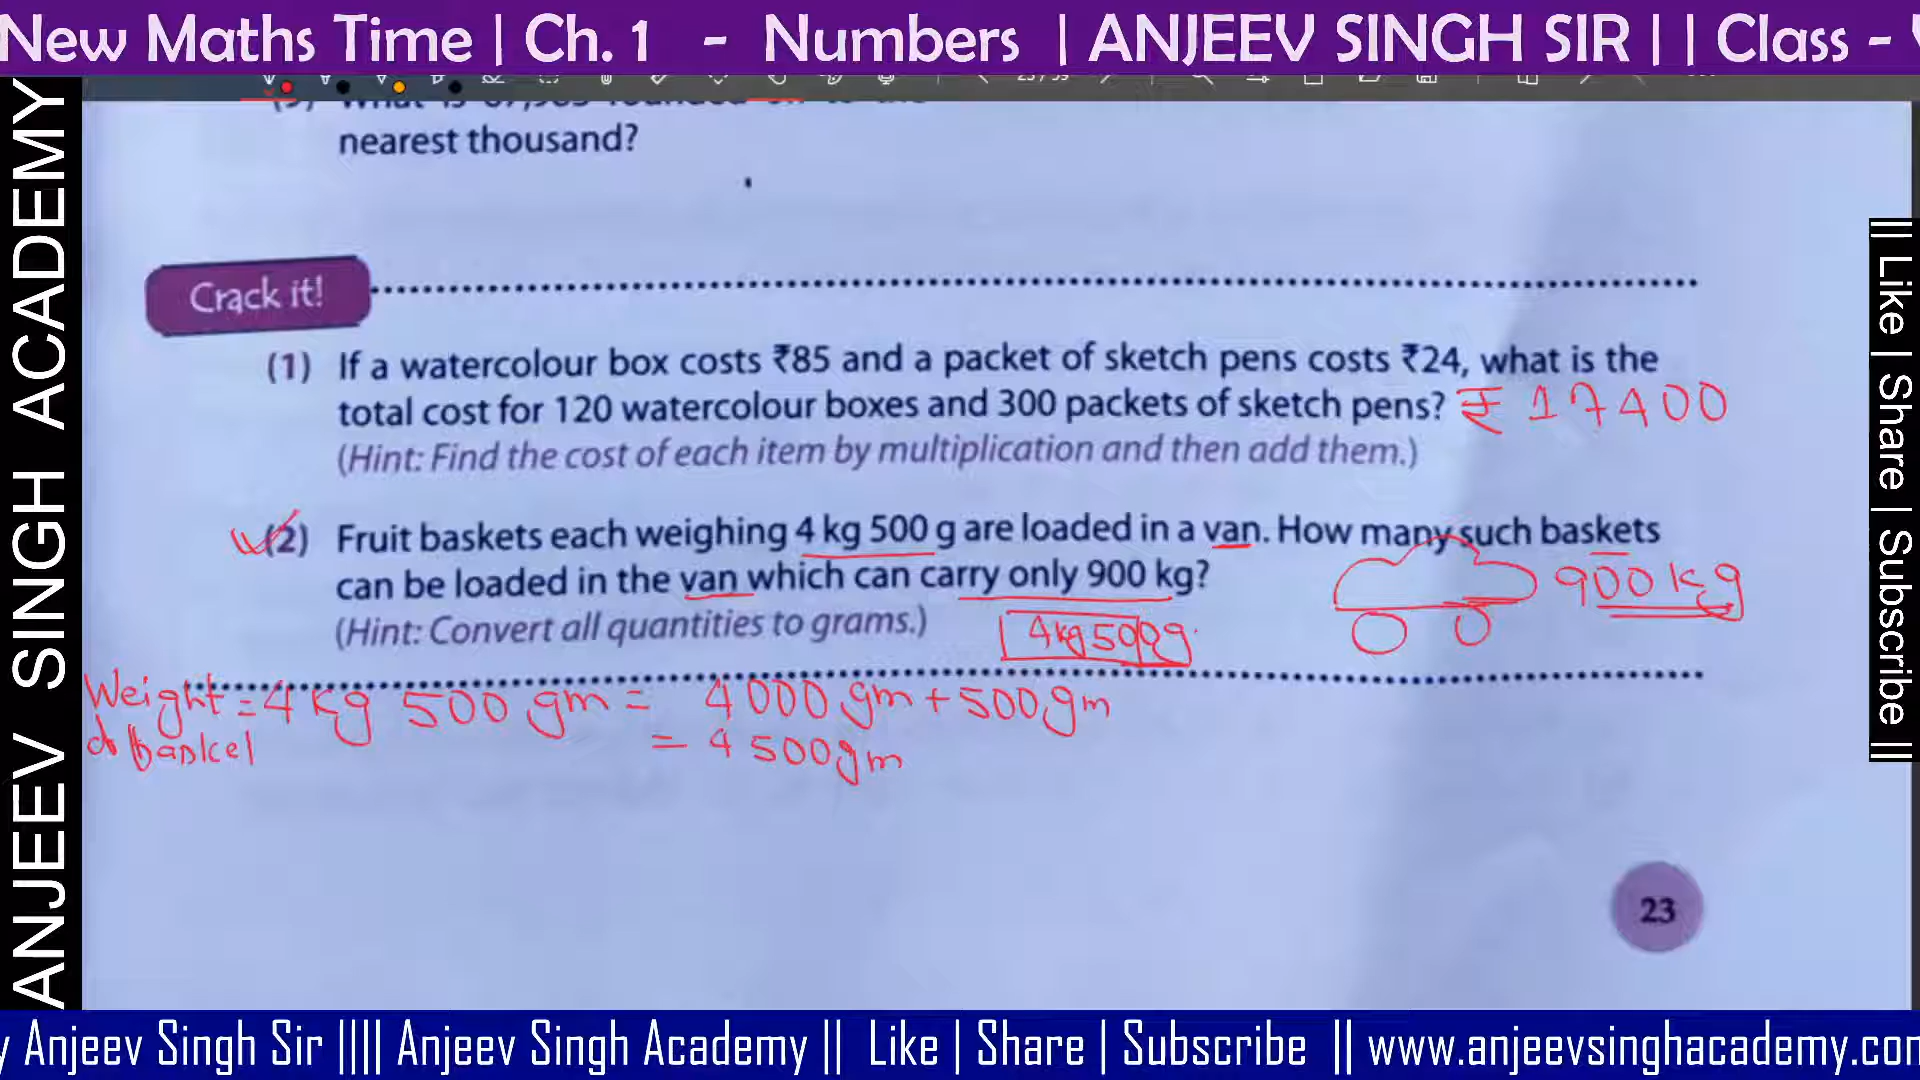 New Maths Time | Ch. 1 - Numbers | ANJEEV SINGH SIR | | Class -
ANJEEV SINGH ACADEMY
nearest thousand?
Crack it!
(1) If a watercolour box costs ₹85 and a packet of sketch pens costs ₹24, what is the
total cost for 120 watercolour boxes and 300 packets of sketch pens? ₹ 17400
(Hint: Find the cost of each item by multiplication and then add them.)
(2) Fruit baskets each weighing 4 kg 500 g are loaded in a van. How many such baskets
can be loaded in the van which can carry only 900 kg? 900 kg
(Hint: Convert all quantities to grams.) 4kg 500g
Weight = 4 kg 500 gm = 4000 gm + 500gm
of basket = 4500gm
23
||| Like | Share | Subscribe ||
y Anjeev Singh Sir |||| Anjeev Singh Academy || Like | Share | Subscribe || www.anjeevsinghacademy.com